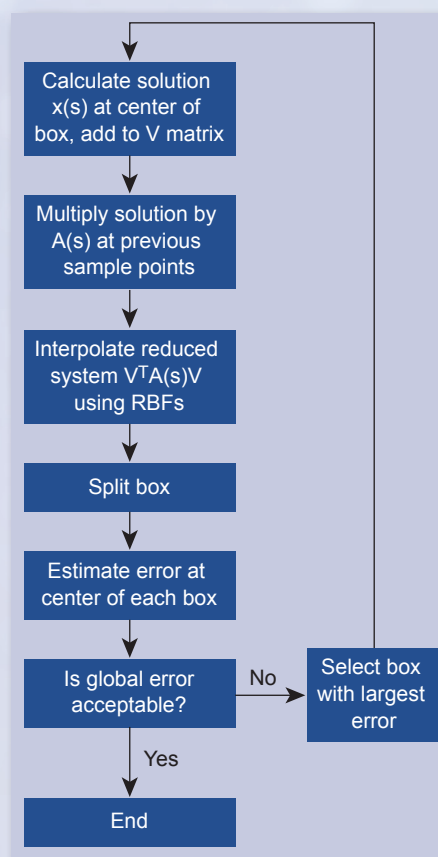 Calculate solution
x(s) at center of
box, add to V matrix
Multiply solution by
A(s) at previous
sample points
Interpolate reduced
system VᵀA(s)V
using RBFs
Split box
Estimate error at
center of each box
Is global error
acceptable?
No
Select box
with largest
error
Yes
End